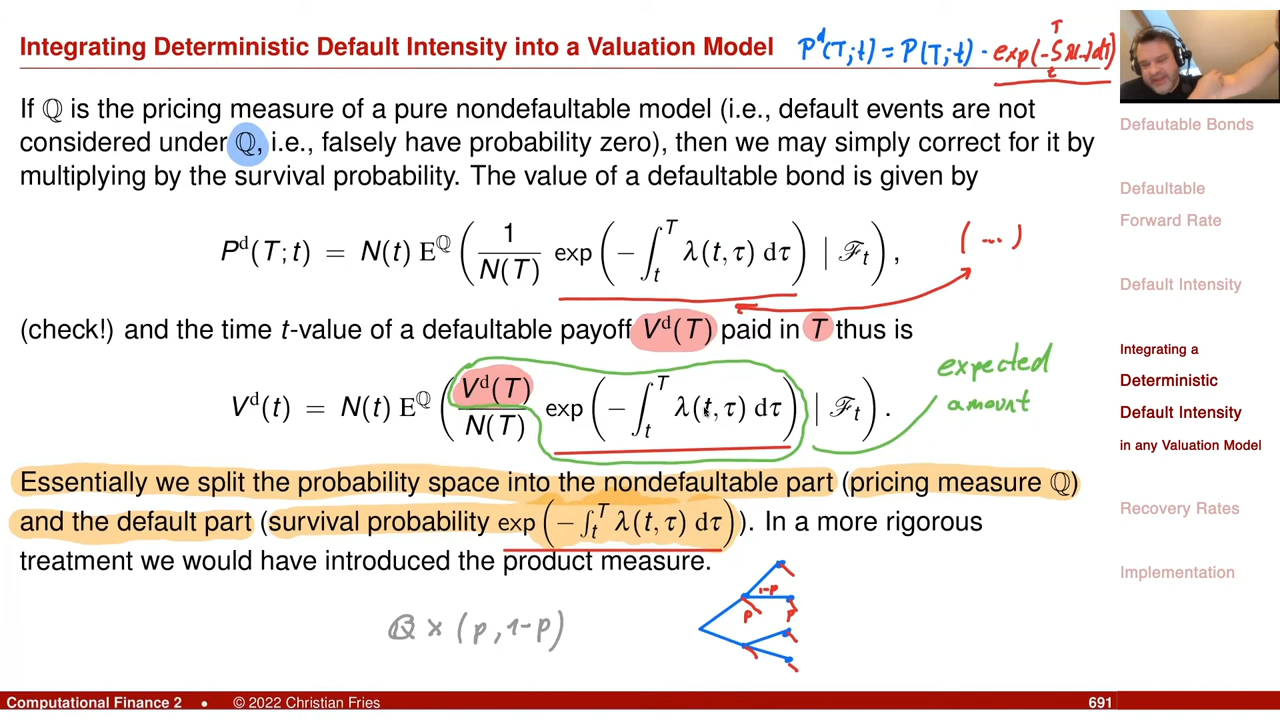 Integrating Deterministic Default Intensity into a Valuation Model
P^d(T;t) = P(T;t) · exp(-∫_t^T λ(-)dτ)
If ℚ is the pricing measure of a pure nondefaultable model (i.e., default events are not
considered under ℚ, i.e., falsely have probability zero), then we may simply correct for it by
multiplying by the survival probability. The value of a defaultable bond is given by
P^d(T;t) = N(t) E^ℚ ( 1/N(T) exp ( − ∫_t^T λ(t,τ) dτ ) | ℱ_t ),
(...)
(check!) and the time t-value of a defaultable payoff V^d(T) paid in T thus is
V^d(t) = N(t) E^ℚ ( V^d(T)/N(T) exp ( − ∫_t^T λ(t,τ) dτ ) | ℱ_t ).
expected
amount
Essentially we split the probability space into the nondefaultable part (pricing measure ℚ)
and the default part (survival probability exp ( − ∫_t^T λ(t,τ) dτ )). In a more rigorous
treatment we would have introduced the product measure.
ℚ × (p, 1-p)
1-p
p
p
Defautable Bonds
Defaultable
Forward Rate
Default Intensity
Integrating a
Deterministic
Default Intensity
in any Valuation Model
Recovery Rates
Implementation
Computational Finance 2 • © 2022 Christian Fries
691